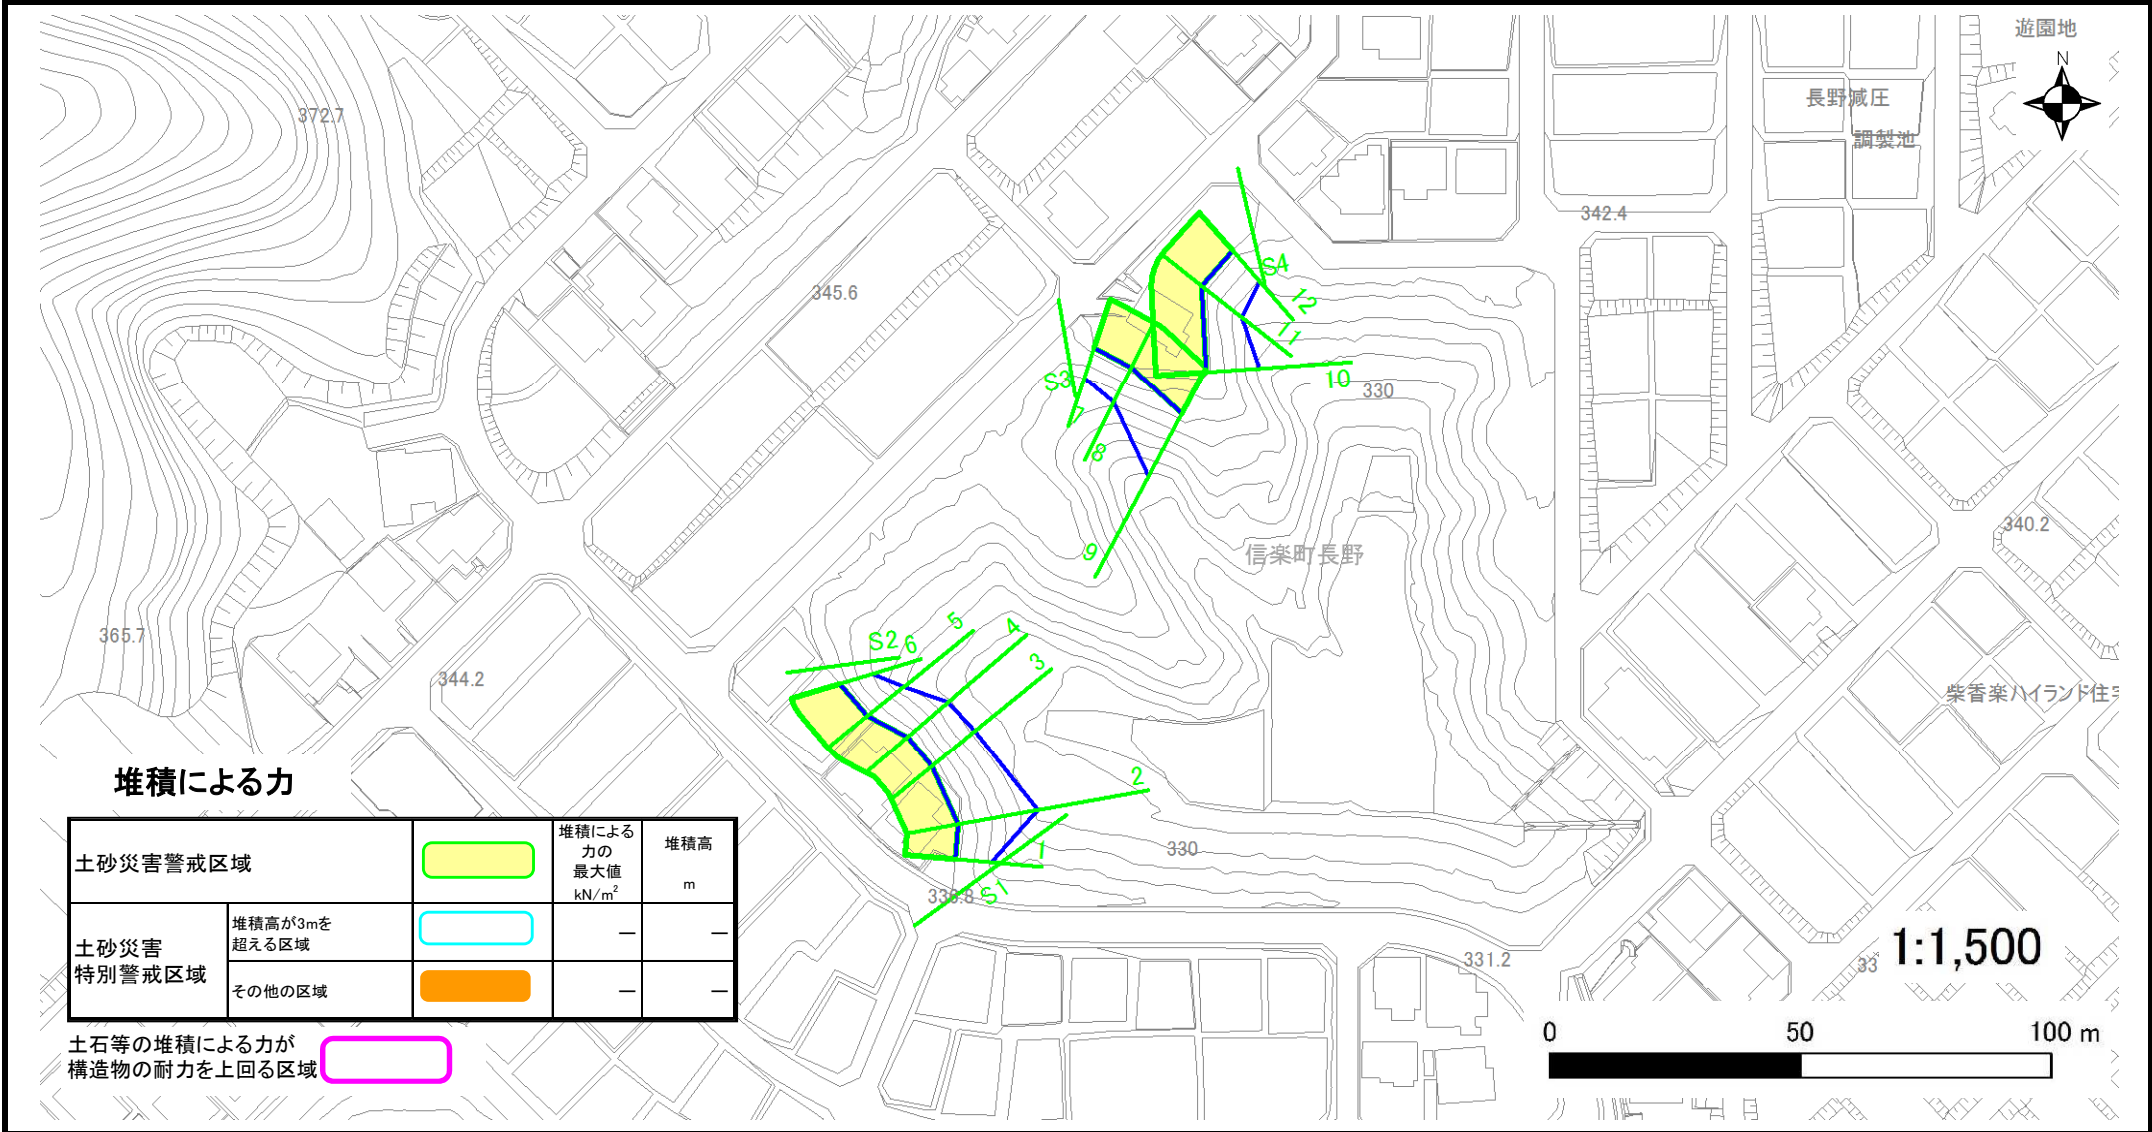 遊園地
N
長野減圧
調製池
372.7
342.4
345.6
S4
12
11
10
S3
7
8
330
9
信楽町長野
340.2
365.7
344.2
柴香楽ハイランド住宅
S2
6
5
4
3
2
1
S1
330
336.8
331.2
33
堆積による力
土砂災害警戒区域
堆積による
力の
最大値
kN/m²
堆積高
m
土砂災害
特別警戒区域
堆積高が3mを
超える区域
—
—
その他の区域
—
—
土石等の堆積による力が
構造物の耐力を上回る区域
1:1,500
0 50 100 m